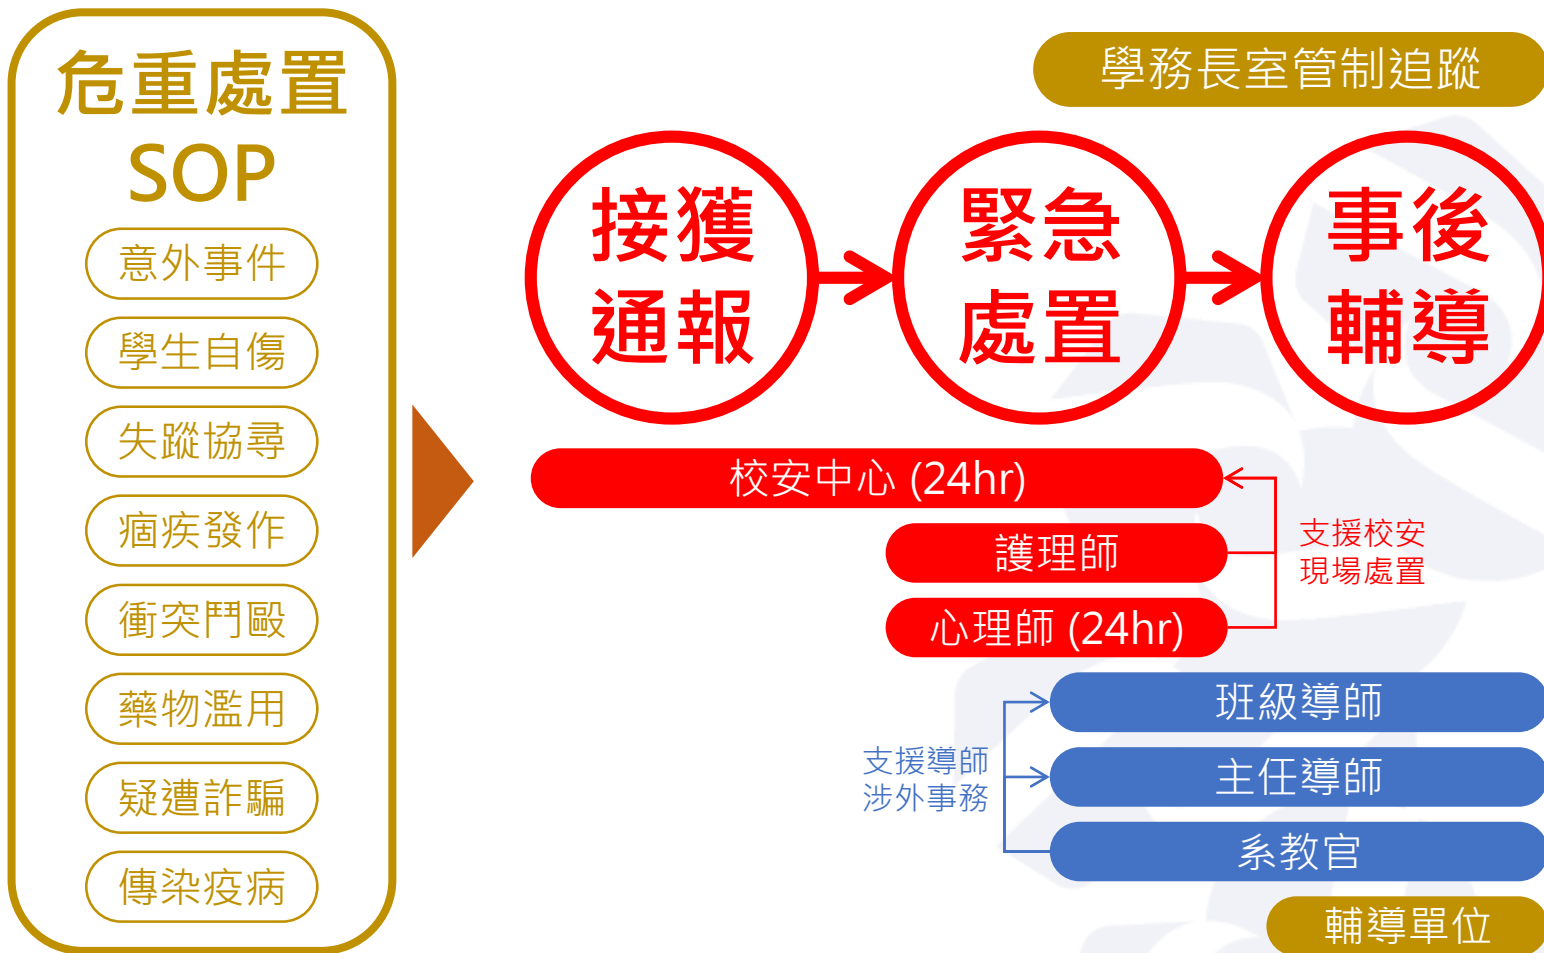 危重處置
SOP
意外事件
學生自傷
失蹤協尋
痼疾發作
衝突鬥毆
藥物濫用
疑遭詐騙
傳染疫病
學務長室管制追蹤
接獲
通報
緊急
處置
事後
輔導
校安中心 (24hr)
護理師
心理師 (24hr)
支援校安
現場處置
班級導師
主任導師
系教官
支援導師
涉外事務
輔導單位